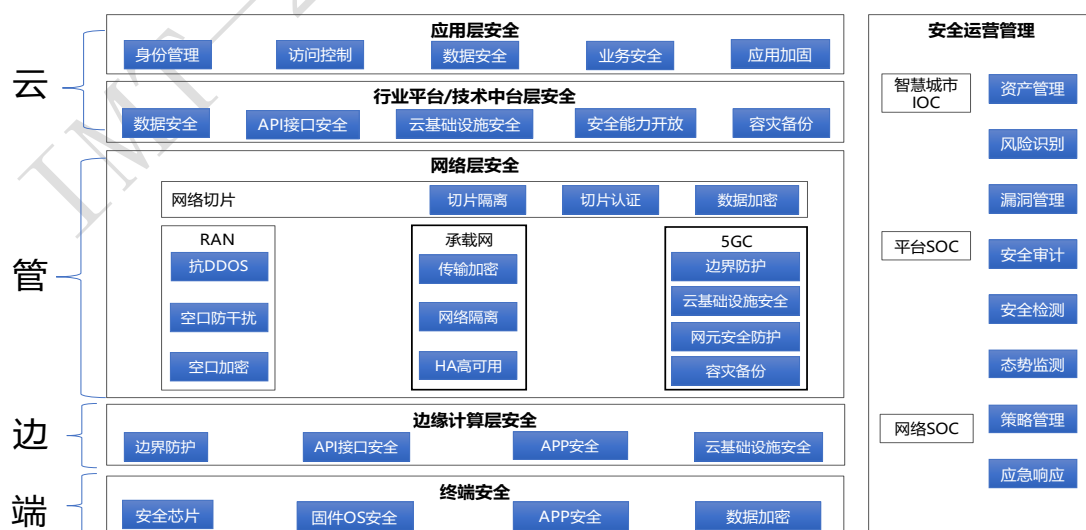 云
应用层安全
身份管理
访问控制
数据安全
业务安全
应用加固
行业平台/技术中台层安全
数据安全
API接口安全
云基础设施安全
安全能力开放
容灾备份
管
网络层安全
网络切片
切片隔离
切片认证
数据加密
RAN
抗DDOS
空口防干扰
空口加密
承载网
传输加密
网络隔离
HA高可用
5GC
边界防护
云基础设施安全
网元安全防护
容灾备份
边
边缘计算层安全
边界防护
API接口安全
APP安全
云基础设施安全
端
终端安全
安全芯片
固件OS安全
APP安全
数据加密
安全运营管理
智慧城市
IOC
平台SOC
网络SOC
资产管理
风险识别
漏洞管理
安全审计
安全检测
态势监测
策略管理
应急响应
IMT-2